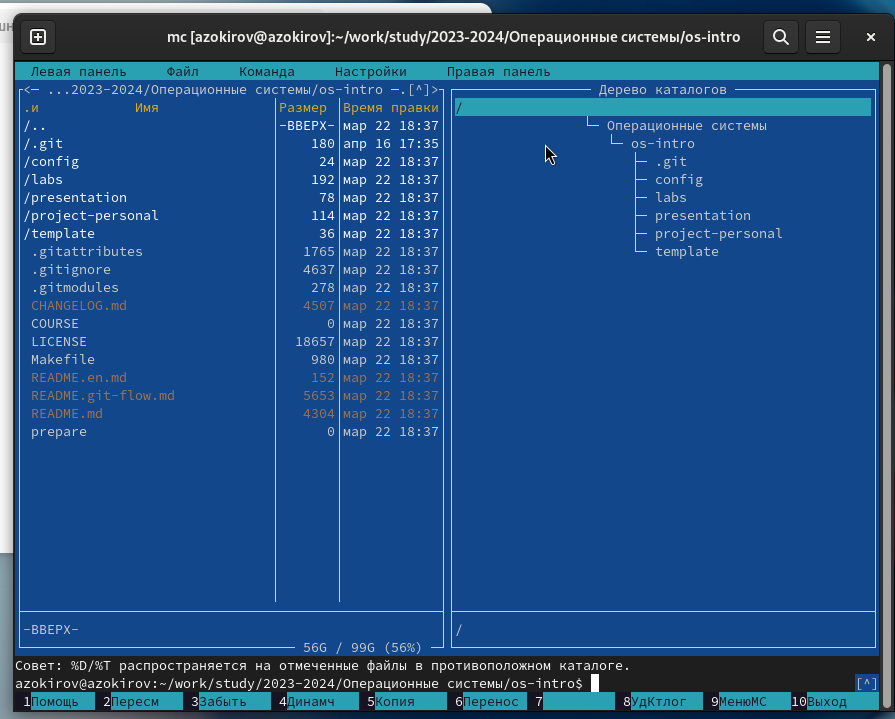 mc [azokirov@azokirov]:~/work/study/2023-2024/Операционные системы/os-intro
Левая панель Файл Команда Настройки Правая панель
<─ ...2023-2024/Операционные системы/os-intro ─.[^]>
.и Имя Размер Время правки
/.. -ВВЕРХ- мар 22 18:37
/.git 180 апр 16 17:35
/config 24 мар 22 18:37
/labs 192 мар 22 18:37
/presentation 78 мар 22 18:37
/project-personal 114 мар 22 18:37
/template 36 мар 22 18:37
.gitattributes 1765 мар 22 18:37
.gitignore 4637 мар 22 18:37
.gitmodules 278 мар 22 18:37
CHANGELOG.md 4507 мар 22 18:37
COURSE 0 мар 22 18:37
LICENSE 18657 мар 22 18:37
Makefile 980 мар 22 18:37
README.en.md 152 мар 22 18:37
README.git-flow.md 5653 мар 22 18:37
README.md 4304 мар 22 18:37
prepare 0 мар 22 18:37
-ВВЕРХ-
56G / 99G (56%)
Дерево каталогов
/
Операционные системы
os-intro
.git
config
labs
presentation
project-personal
template
/
Совет: %D/%T распространяется на отмеченные файлы в противоположном каталоге.
azokirov@azokirov:~/work/study/2023-2024/Операционные системы/os-intro$ [^]
1Помощь 2Пересм 3Забыть 4Динамч 5Копия 6Перенос 7 8УдКтлог 9МенюМС 10Выход